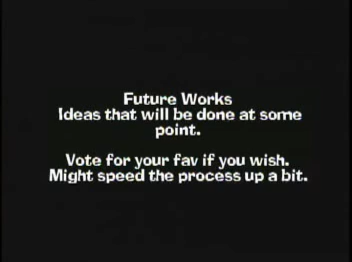 Future Works
Ideas that will be done at some
point.
Vote for your fav if you wish.
Might speed the process up a bit.